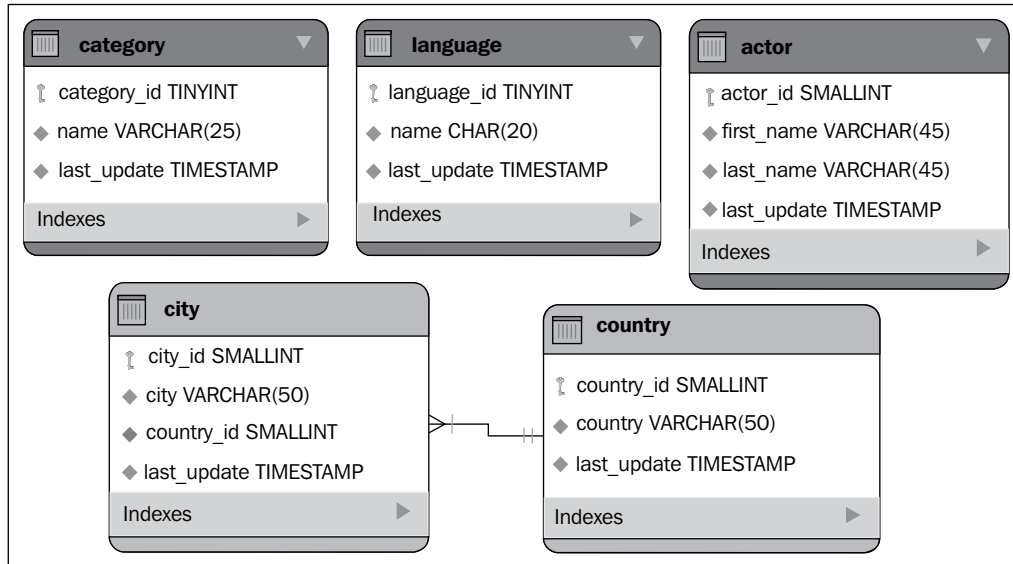 category
category_id TINYINT
name VARCHAR(25)
last_update TIMESTAMP
Indexes
language
language_id TINYINT
name CHAR(20)
last_update TIMESTAMP
Indexes
actor
actor_id SMALLINT
first_name VARCHAR(45)
last_name VARCHAR(45)
last_update TIMESTAMP
Indexes
city
city_id SMALLINT
city VARCHAR(50)
country_id SMALLINT
last_update TIMESTAMP
Indexes
country
country_id SMALLINT
country VARCHAR(50)
last_update TIMESTAMP
Indexes